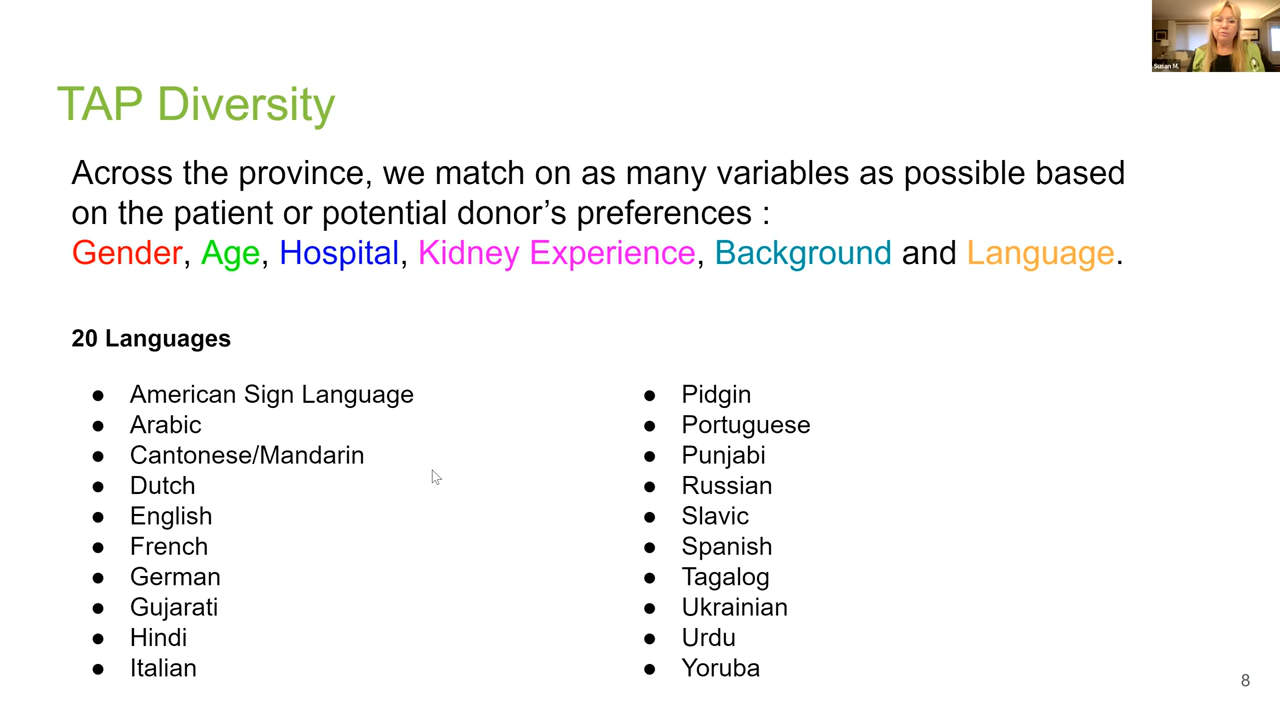 Susan M.
TAP Diversity
Across the province, we match on as many variables as possible based
on the patient or potential donor’s preferences :
Gender, Age, Hospital, Kidney Experience, Background and Language.
20 Languages
● American Sign Language
● Arabic
● Cantonese/Mandarin
● Dutch
● English
● French
● German
● Gujarati
● Hindi
● Italian
● Pidgin
● Portuguese
● Punjabi
● Russian
● Slavic
● Spanish
● Tagalog
● Ukrainian
● Urdu
● Yoruba
8